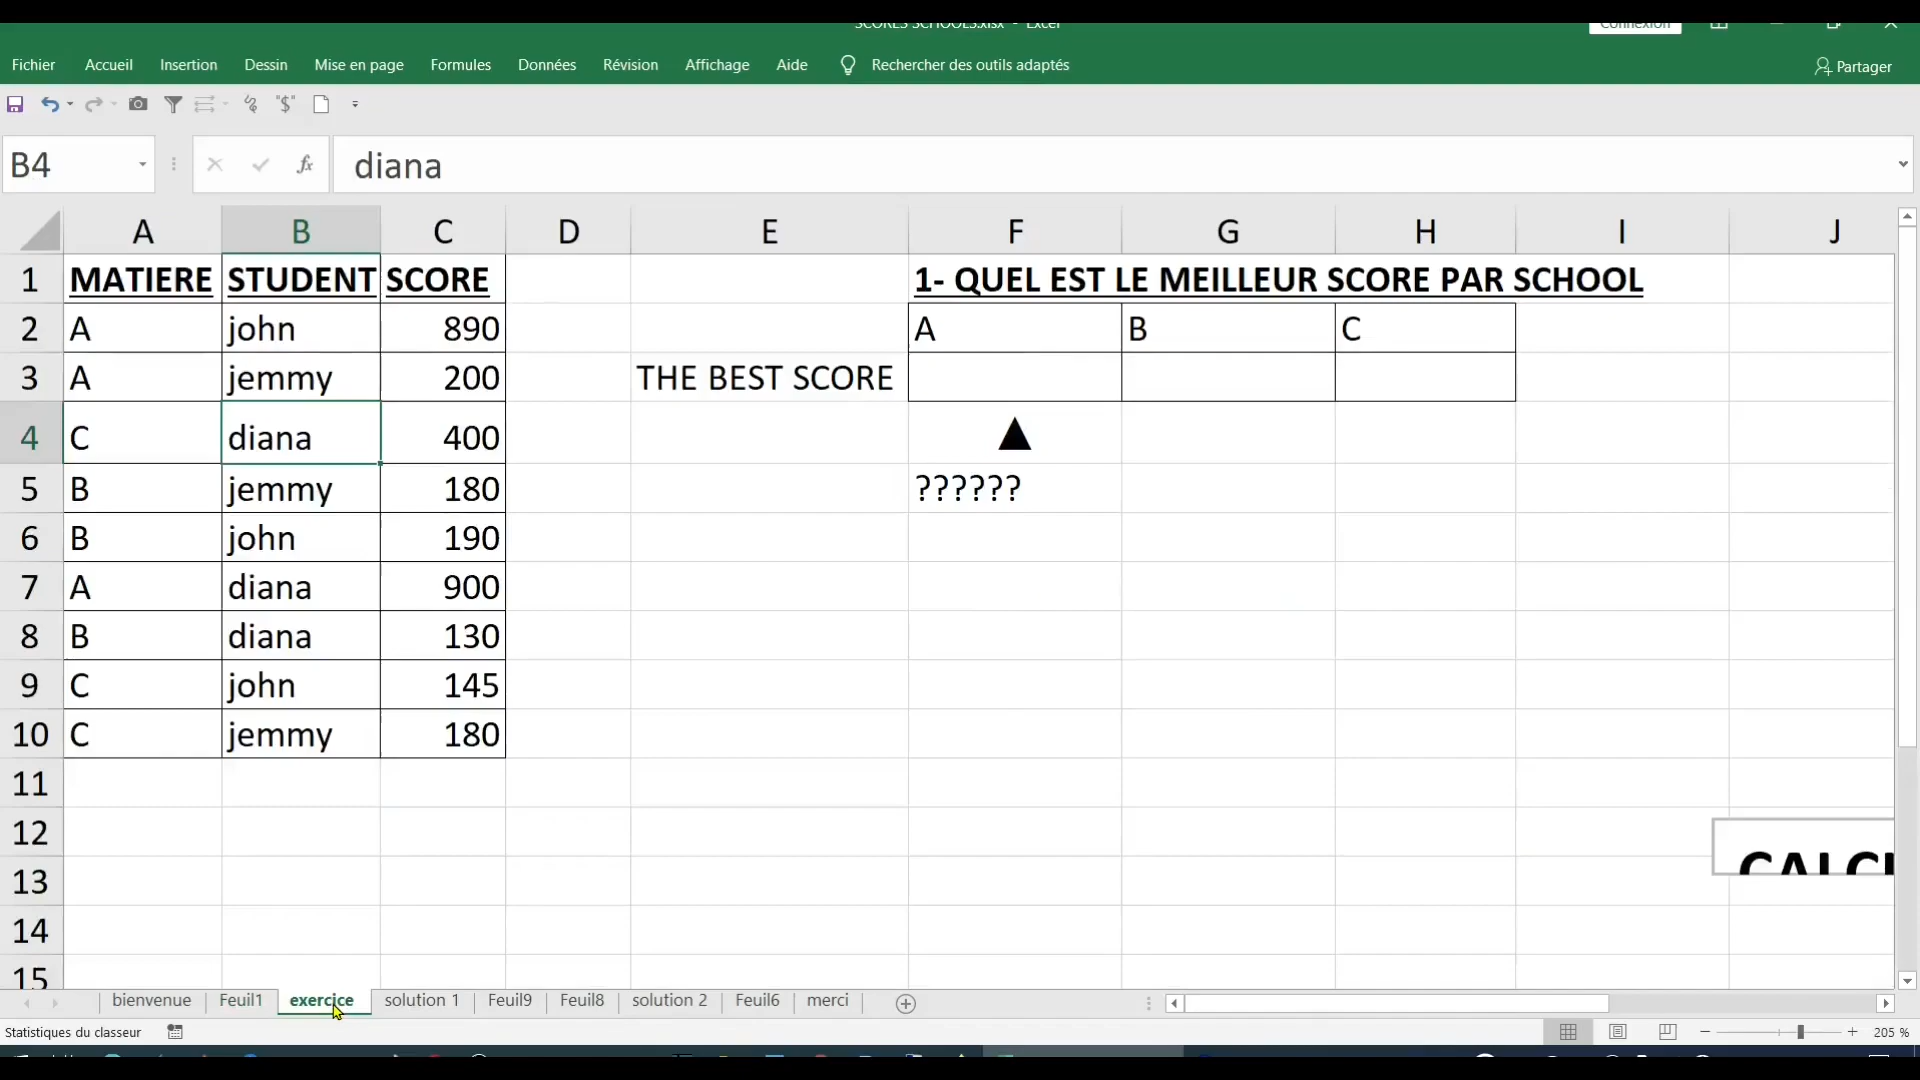 SCORES SCHOOLS.xlsx - Excel
Connexion
Fichier Accueil Insertion Dessin Mise en page Formules Données Révision Affichage Aide Rechercher des outils adaptés Partager
B4 fx diana
A B C D E F G H I J
1 MATIERE STUDENT SCORE 1- QUEL EST LE MEILLEUR SCORE PAR SCHOOL
2 A john 890 A B C
3 A jemmy 200 THE BEST SCORE
4 C diana 400
5 B jemmy 180 ??????
6 B john 190
7 A diana 900
8 B diana 130
9 C john 145
10 C jemmy 180
11
12
13
14
15
bienvenue Feuil1 exercice solution 1 Feuil9 Feuil8 solution 2 Feuil6 merci
Statistiques du classeur 205 %